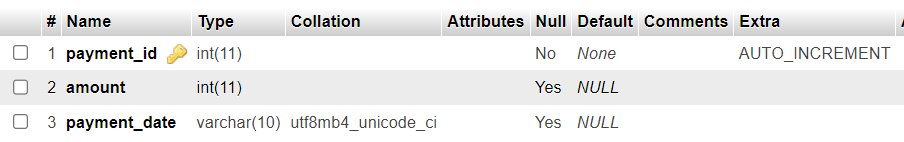 # Name Type Collation Attributes Null Default Comments Extra
1 payment_id int(11) No None AUTO_INCREMENT
2 amount int(11) Yes NULL
3 payment_date varchar(10) utf8mb4_unicode_ci Yes NULL